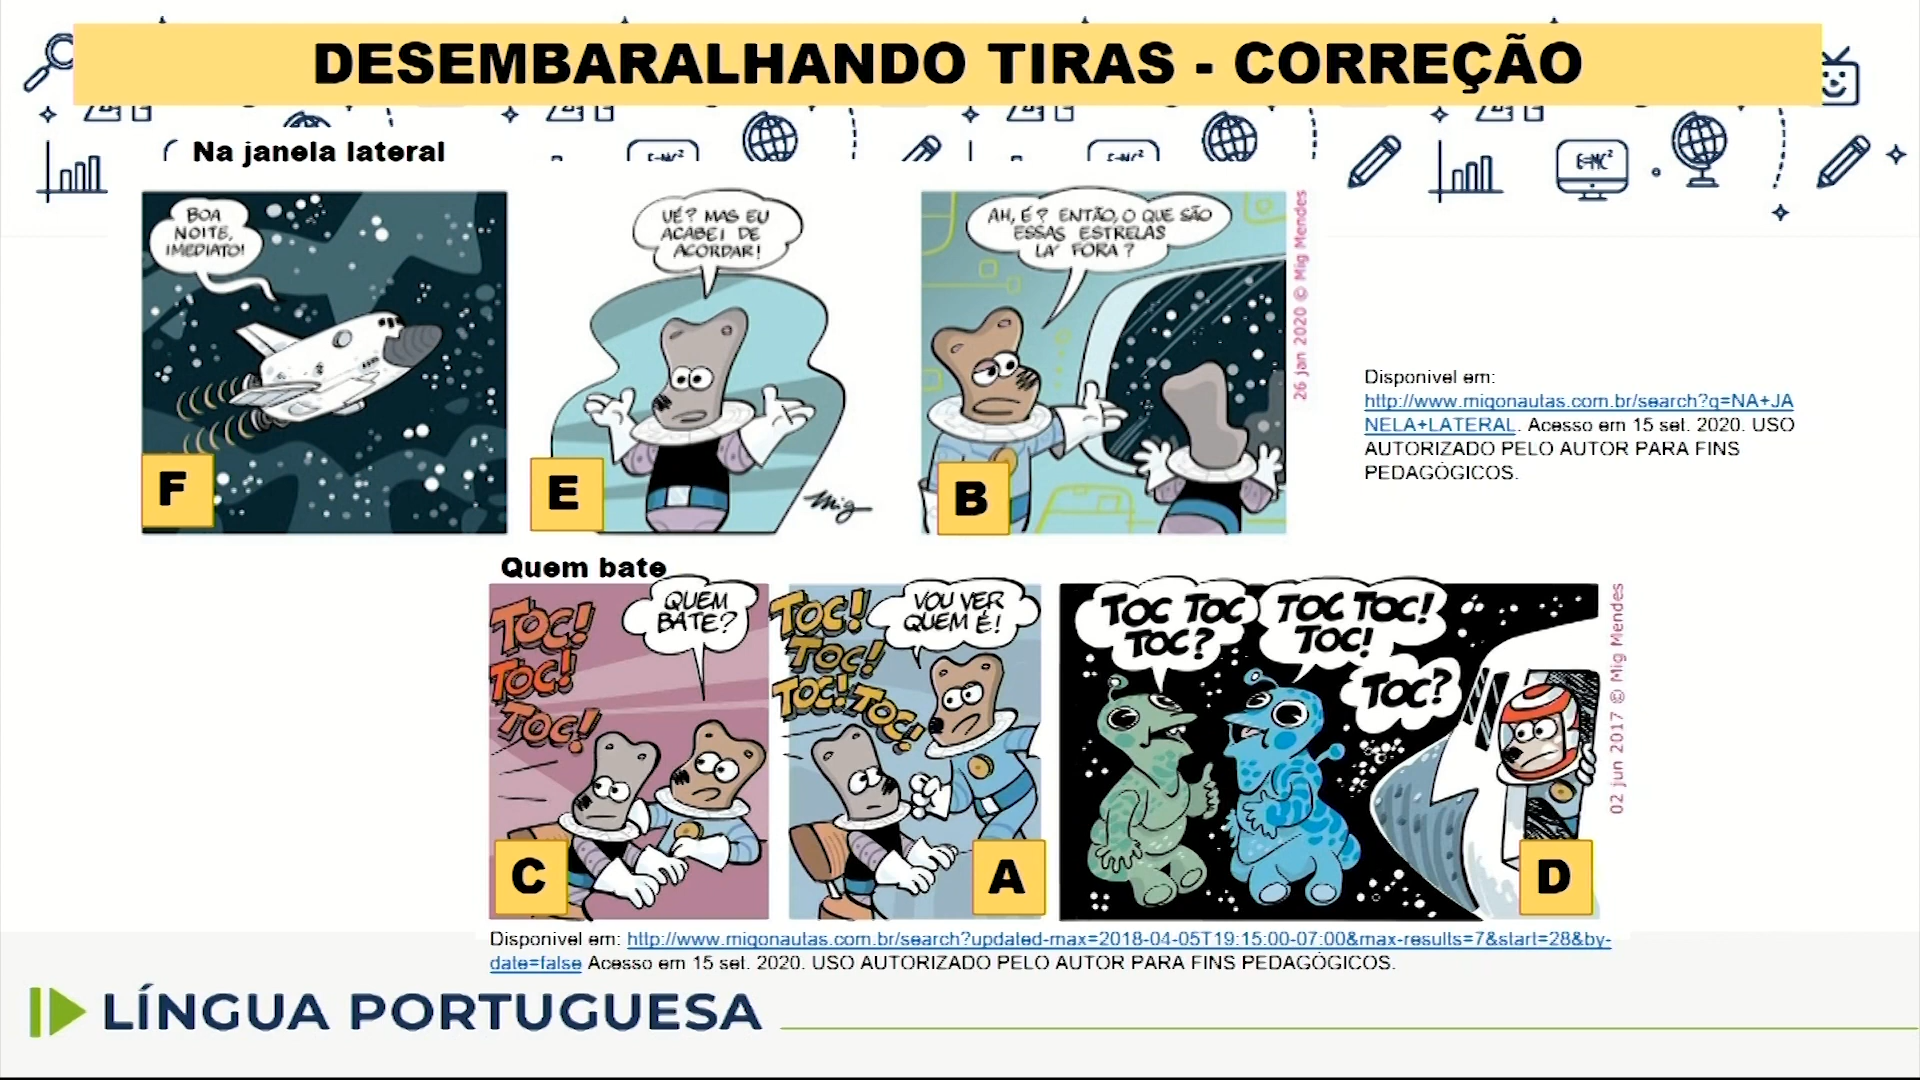 DESEMBARALHANDO TIRAS - CORREÇÃO
E=MC²
E=MC²
E=MC²
Na janela lateral
BOA
NOITE,
IMEDIATO!
F
UÉ? MAS EU
ACABEI DE
ACORDAR!
Mig
E
AH, É? ENTÃO, O QUE SÃO
ESSAS ESTRELAS
LÁ FORA?
B
26 jan 2020 © Mig Mendes
Disponível em:
http://www.migonautas.com.br/search?q=NA+JA
NELA+LATERAL. Acesso em 15 set. 2020. USO
AUTORIZADO PELO AUTOR PARA FINS
PEDAGÓGICOS.
Quem bate
TOC!
TOC!
TOC!
QUEM
BATE?
C
TOC!
TOC!
TOC! TOC!
VOU VER
QUEM É!
A
TOC TOC
TOC?
TOC TOC!
TOC!
TOC?
D
02 jun 2017 © Mig Mendes
Disponível em: http://www.migonautas.com.br/search?updated-max=2018-04-05T19:15:00-07:00&max-results=7&start=28&by-
date=false Acesso em 15 set. 2020. USO AUTORIZADO PELO AUTOR PARA FINS PEDAGÓGICOS.
LÍNGUA PORTUGUESA